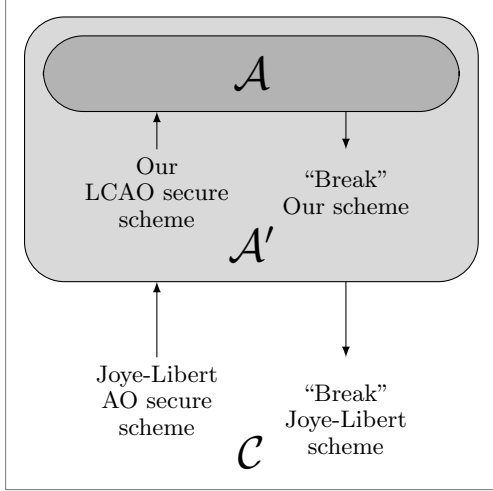 𝒜
Our
LCAO secure
scheme
“Break”
Our scheme
𝒜′
Joye-Libert
AO secure
scheme
“Break”
Joye-Libert
scheme
𝒞